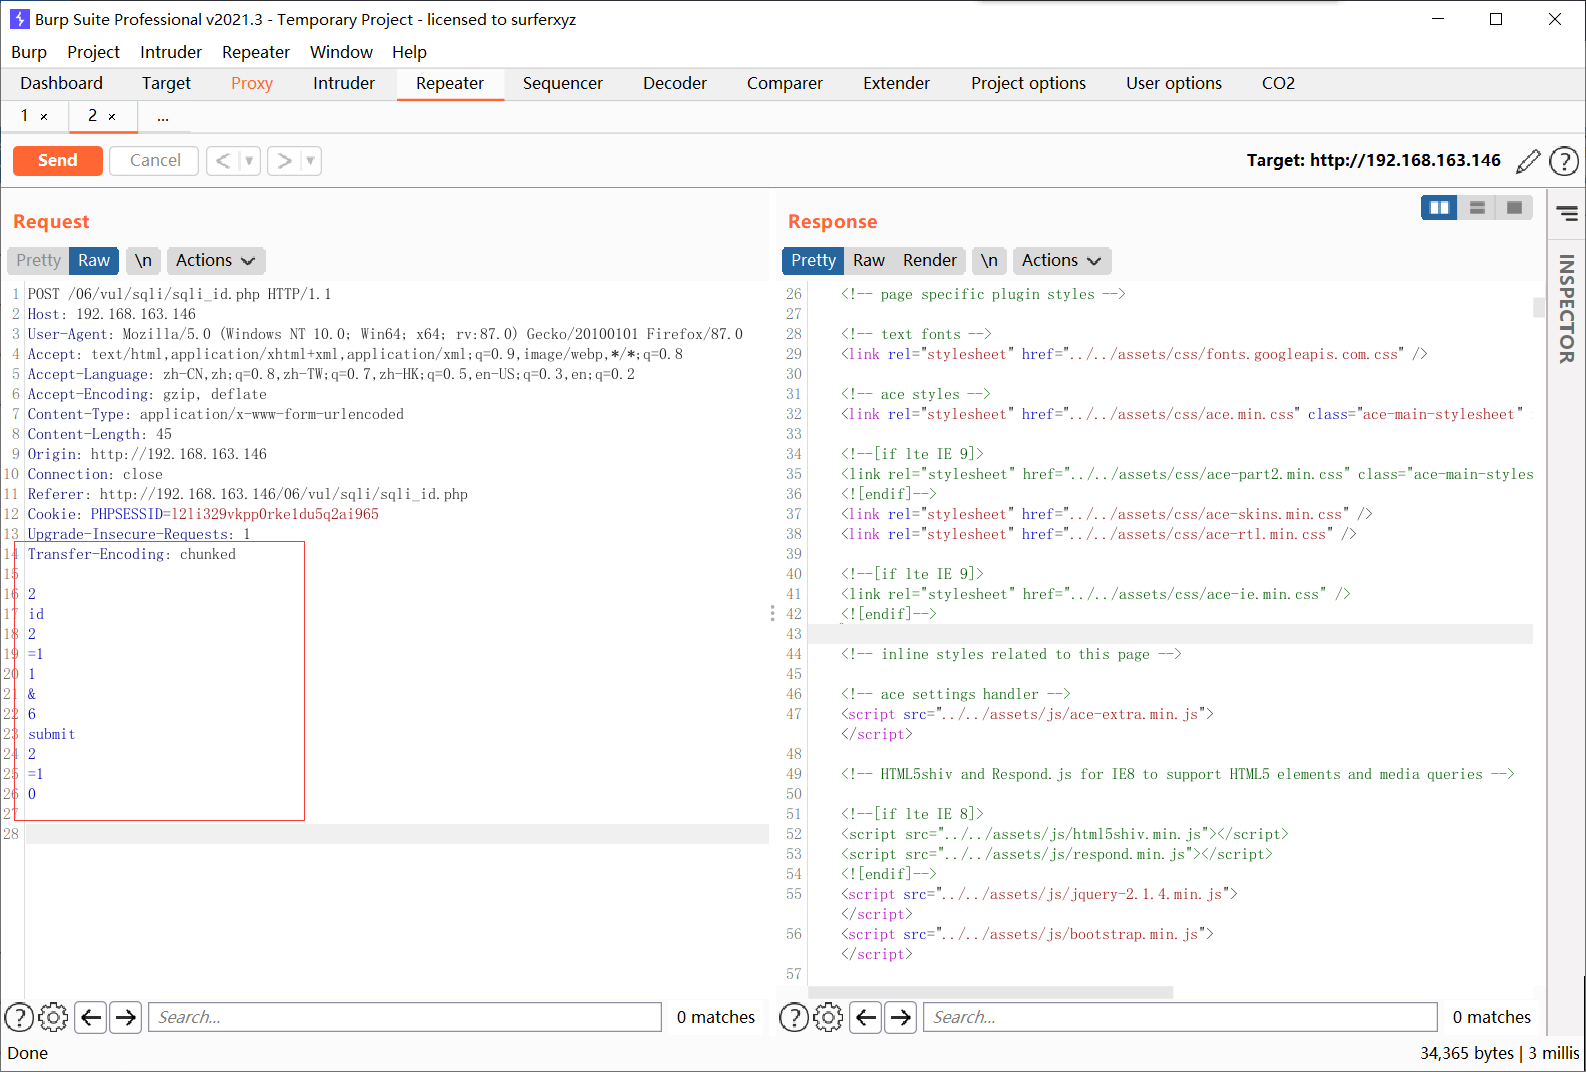 Burp Suite Professional v2021.3 - Temporary Project - licensed to surferxyz
Burp Project Intruder Repeater Window Help
Dashboard Target Proxy Intruder Repeater Sequencer Decoder Comparer Extender Project options User options CO2
1 × 2 × ...
Send Cancel < > Target: http://192.168.163.146
Request
Pretty Raw \n Actions
1 POST /06/vul/sqli/sqli_id.php HTTP/1.1
2 Host: 192.168.163.146
3 User-Agent: Mozilla/5.0 (Windows NT 10.0; Win64; x64; rv:87.0) Gecko/20100101 Firefox/87.0
4 Accept: text/html,application/xhtml+xml,application/xml;q=0.9,image/webp,*/*;q=0.8
5 Accept-Language: zh-CN,zh;q=0.8,zh-TW;q=0.7,zh-HK;q=0.5,en-US;q=0.3,en;q=0.2
6 Accept-Encoding: gzip, deflate
7 Content-Type: application/x-www-form-urlencoded
8 Content-Length: 45
9 Origin: http://192.168.163.146
10 Connection: close
11 Referer: http://192.168.163.146/06/vul/sqli/sqli_id.php
12 Cookie: PHPSESSID=l2li329vkpp0rke1du5q2ai965
13 Upgrade-Insecure-Requests: 1
14 Transfer-Encoding: chunked
15
16 2
17 id
18 2
19 =1
20 1
21 &
22 6
23 submit
24 2
25 =1
26 0
27
28
Response
Pretty Raw Render \n Actions
26 <!-- page specific plugin styles -->
27
28 <!-- text fonts -->
29 <link rel="stylesheet" href="../../assets/css/fonts.googleapis.com.css" />
30
31 <!-- ace styles -->
32 <link rel="stylesheet" href="../../assets/css/ace.min.css" class="ace-main-stylesheet"
33
34 <!--[if lte IE 9]>
35 <link rel="stylesheet" href="../../assets/css/ace-part2.min.css" class="ace-main-styles
36 <![endif]-->
37 <link rel="stylesheet" href="../../assets/css/ace-skins.min.css" />
38 <link rel="stylesheet" href="../../assets/css/ace-rtl.min.css" />
39
40 <!--[if lte IE 9]>
41 <link rel="stylesheet" href="../../assets/css/ace-ie.min.css" />
42 <![endif]-->
43
44 <!-- inline styles related to this page -->
45
46 <!-- ace settings handler -->
47 <script src="../../assets/js/ace-extra.min.js">
</script>
48
49 <!-- HTML5shiv and Respond.js for IE8 to support HTML5 elements and media queries -->
50
51 <!--[if lte IE 8]>
52 <script src="../../assets/js/html5shiv.min.js"></script>
53 <script src="../../assets/js/respond.min.js"></script>
54 <![endif]-->
55 <script src="../../assets/js/jquery-2.1.4.min.js">
</script>
56 <script src="../../assets/js/bootstrap.min.js">
</script>
57
INSPECTOR
? Search... 0 matches
? Search... 0 matches
Done 34,365 bytes | 3 millis